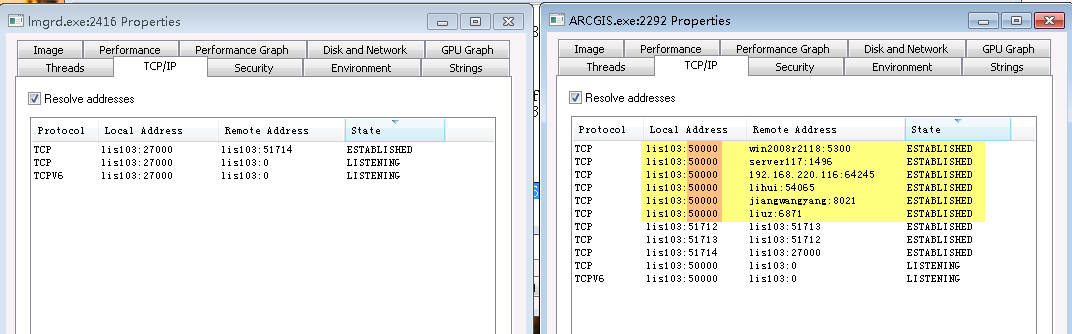 lmgrd.exe:2416 Properties
Image Performance Performance Graph Disk and Network GPU Graph
Threads TCP/IP Security Environment Strings
Resolve addresses
Protocol Local Address Remote Address State
TCP lis103:27000 lis103:51714 ESTABLISHED
TCP lis103:27000 lis103:0 LISTENING
TCPV6 lis103:27000 lis103:0 LISTENING
ARCGIS.exe:2292 Properties
Image Performance Performance Graph Disk and Network GPU Graph
Threads TCP/IP Security Environment Strings
Resolve addresses
Protocol Local Address Remote Address State
TCP lis103:50000 win2008r2118:5300 ESTABLISHED
TCP lis103:50000 server117:1496 ESTABLISHED
TCP lis103:50000 192.168.220.116:64245 ESTABLISHED
TCP lis103:50000 lihui:54065 ESTABLISHED
TCP lis103:50000 jiangwangyang:8021 ESTABLISHED
TCP lis103:50000 liuz:6871 ESTABLISHED
TCP lis103:51712 lis103:51713 ESTABLISHED
TCP lis103:51713 lis103:51712 ESTABLISHED
TCP lis103:51714 lis103:27000 ESTABLISHED
TCP lis103:50000 lis103:0 LISTENING
TCPV6 lis103:50000 lis103:0 LISTENING